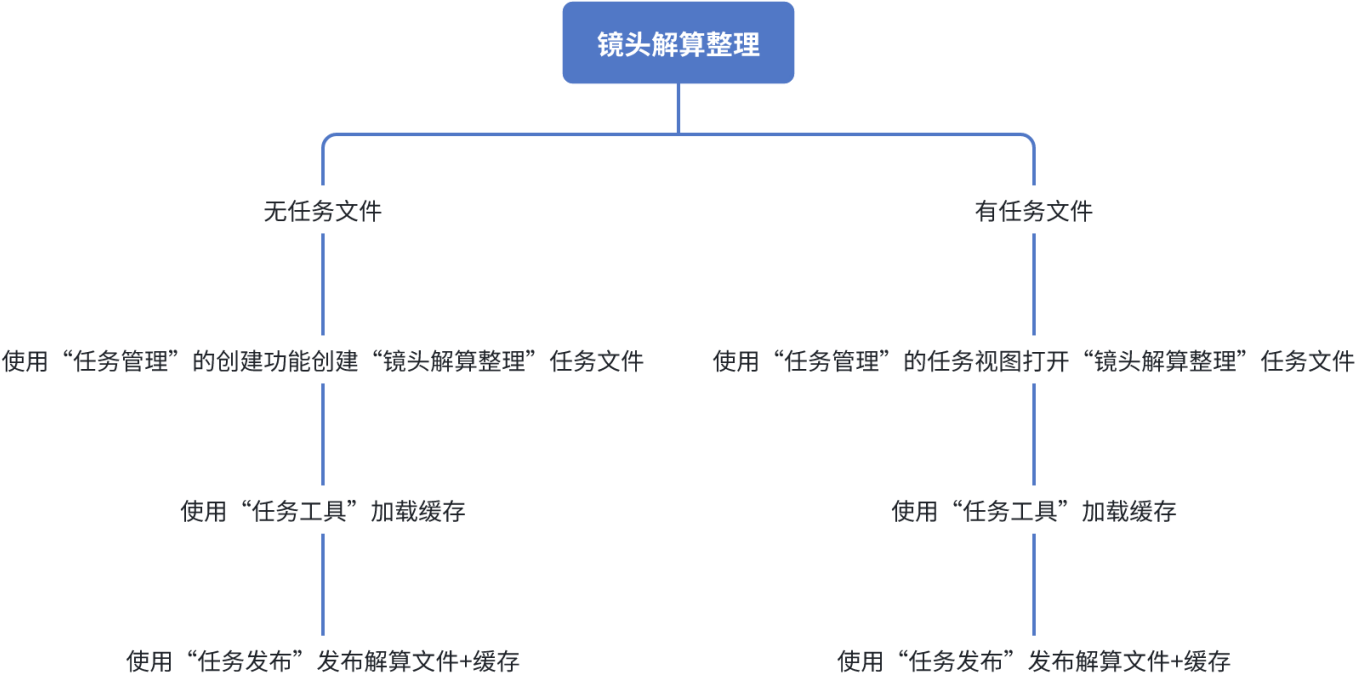 镜头解算整理
无任务文件
有任务文件
使用“任务管理”的创建功能创建“镜头解算整理”任务文件
使用“任务管理”的任务视图打开“镜头解算整理”任务文件
使用“任务工具”加载缓存
使用“任务工具”加载缓存
使用“任务发布”发布解算文件+缓存
使用“任务发布”发布解算文件+缓存